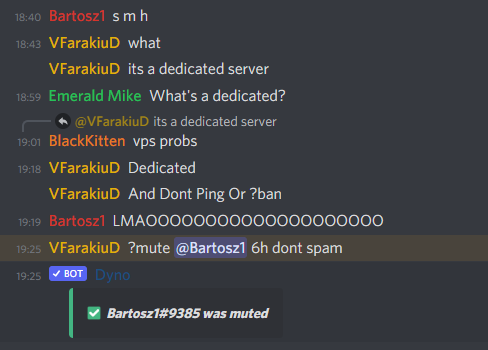 18:40 Bartosz1 s m h
18:43 VFarakiuD what
VFarakiuD its a dedicated server
18:59 Emerald Mike What's a dedicated?
@VFarakiuD its a dedicated server
19:01 BlackKitten vps probs
19:18 VFarakiuD Dedicated
VFarakiuD And Dont Ping Or ?ban
19:19 Bartosz1 LMAOOOOOOOOOOOOOOOOOOOO
19:25 VFarakiuD ?mute @Bartosz1 6h dont spam
19:25 BOT Dyno
Bartosz1#9385 was muted